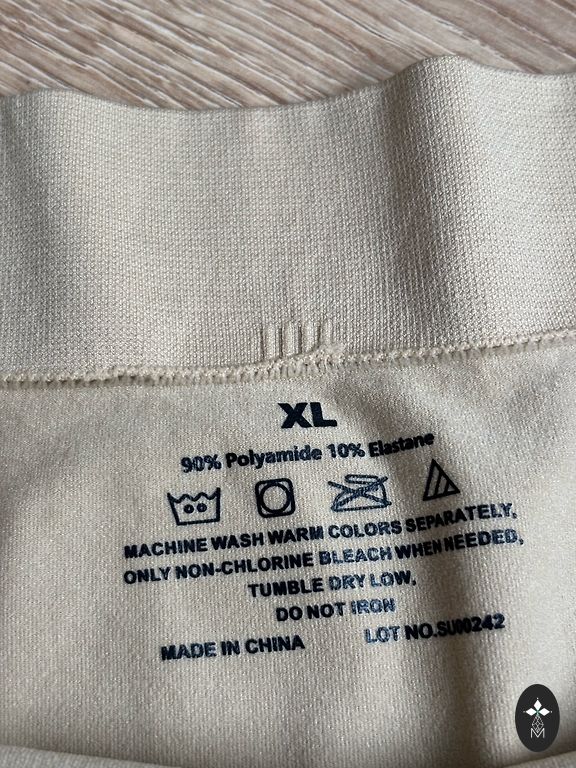 XL
90% Polyamide 10% Elastane
MACHINE WASH WARM COLORS SEPARATELY,
ONLY NON-CHLORINE BLEACH WHEN NEEDED,
TUMBLE DRY LOW,
DO NOT IRON
MADE IN CHINA LOT NO.SU00242
M